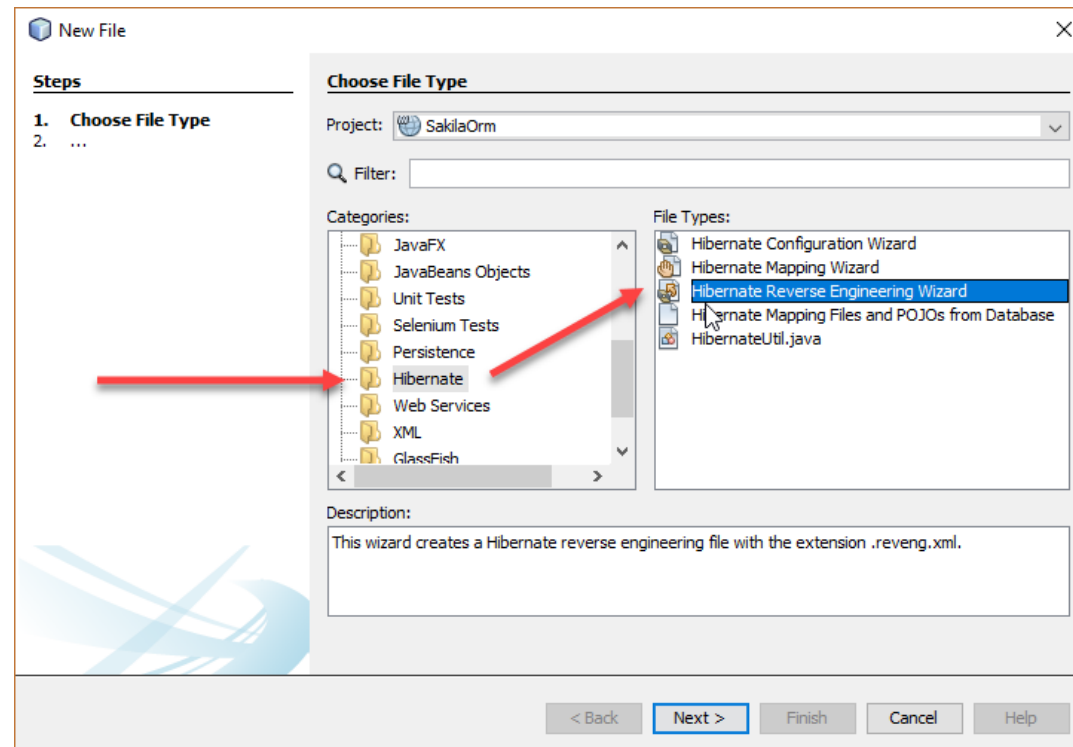 New File
Steps
1. Choose File Type
2. ...
Choose File Type
Project: SakilaOrm
Filter:
Categories:
JavaFX
JavaBeans Objects
Unit Tests
Selenium Tests
Persistence
Hibernate
Web Services
XML
GlassFish
File Types:
Hibernate Configuration Wizard
Hibernate Mapping Wizard
Hibernate Reverse Engineering Wizard
Hibernate Mapping Files and POJOs from Database
HibernateUtil.java
Description:
This wizard creates a Hibernate reverse engineering file with the extension .reveng.xml.
< Back Next > Finish Cancel Help